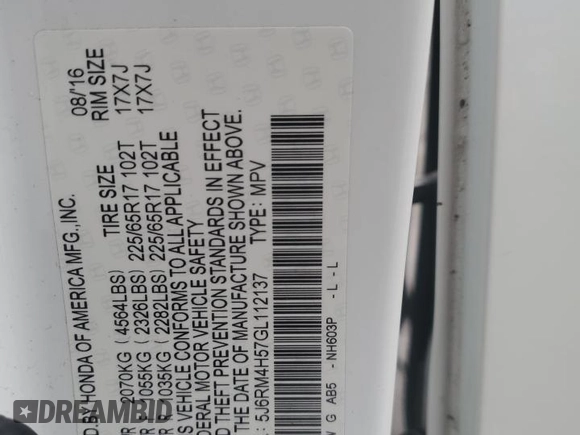 D.BY HONDA OF AMERICA MFG.,INC. 08/'16
TIRE SIZE RIM SIZE
2070KG ( 4564LBS)
1055KG ( 2326LBS) 225/65R17 102T 17X7J
1035KG ( 2282LBS) 225/65R17 102T 17X7J
S VEHICLE CONFORMS TO ALL APPLICABLE
DERAL MOTOR VEHICLE SAFETY
D THEFT PREVENTION STANDARDS IN EFFECT
THE DATE OF MANUFACTURE SHOWN ABOVE.
: 5J6RM4H57GL112137 TYPE: MPV
W G AB5 - NH603P - L - L
DREAMBID.COM